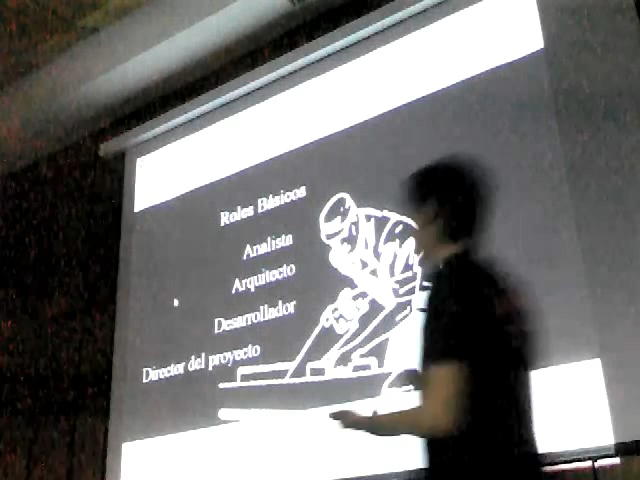 Roles Básicos
Analista
Arquitecto
Desarrollador
Director del proyecto